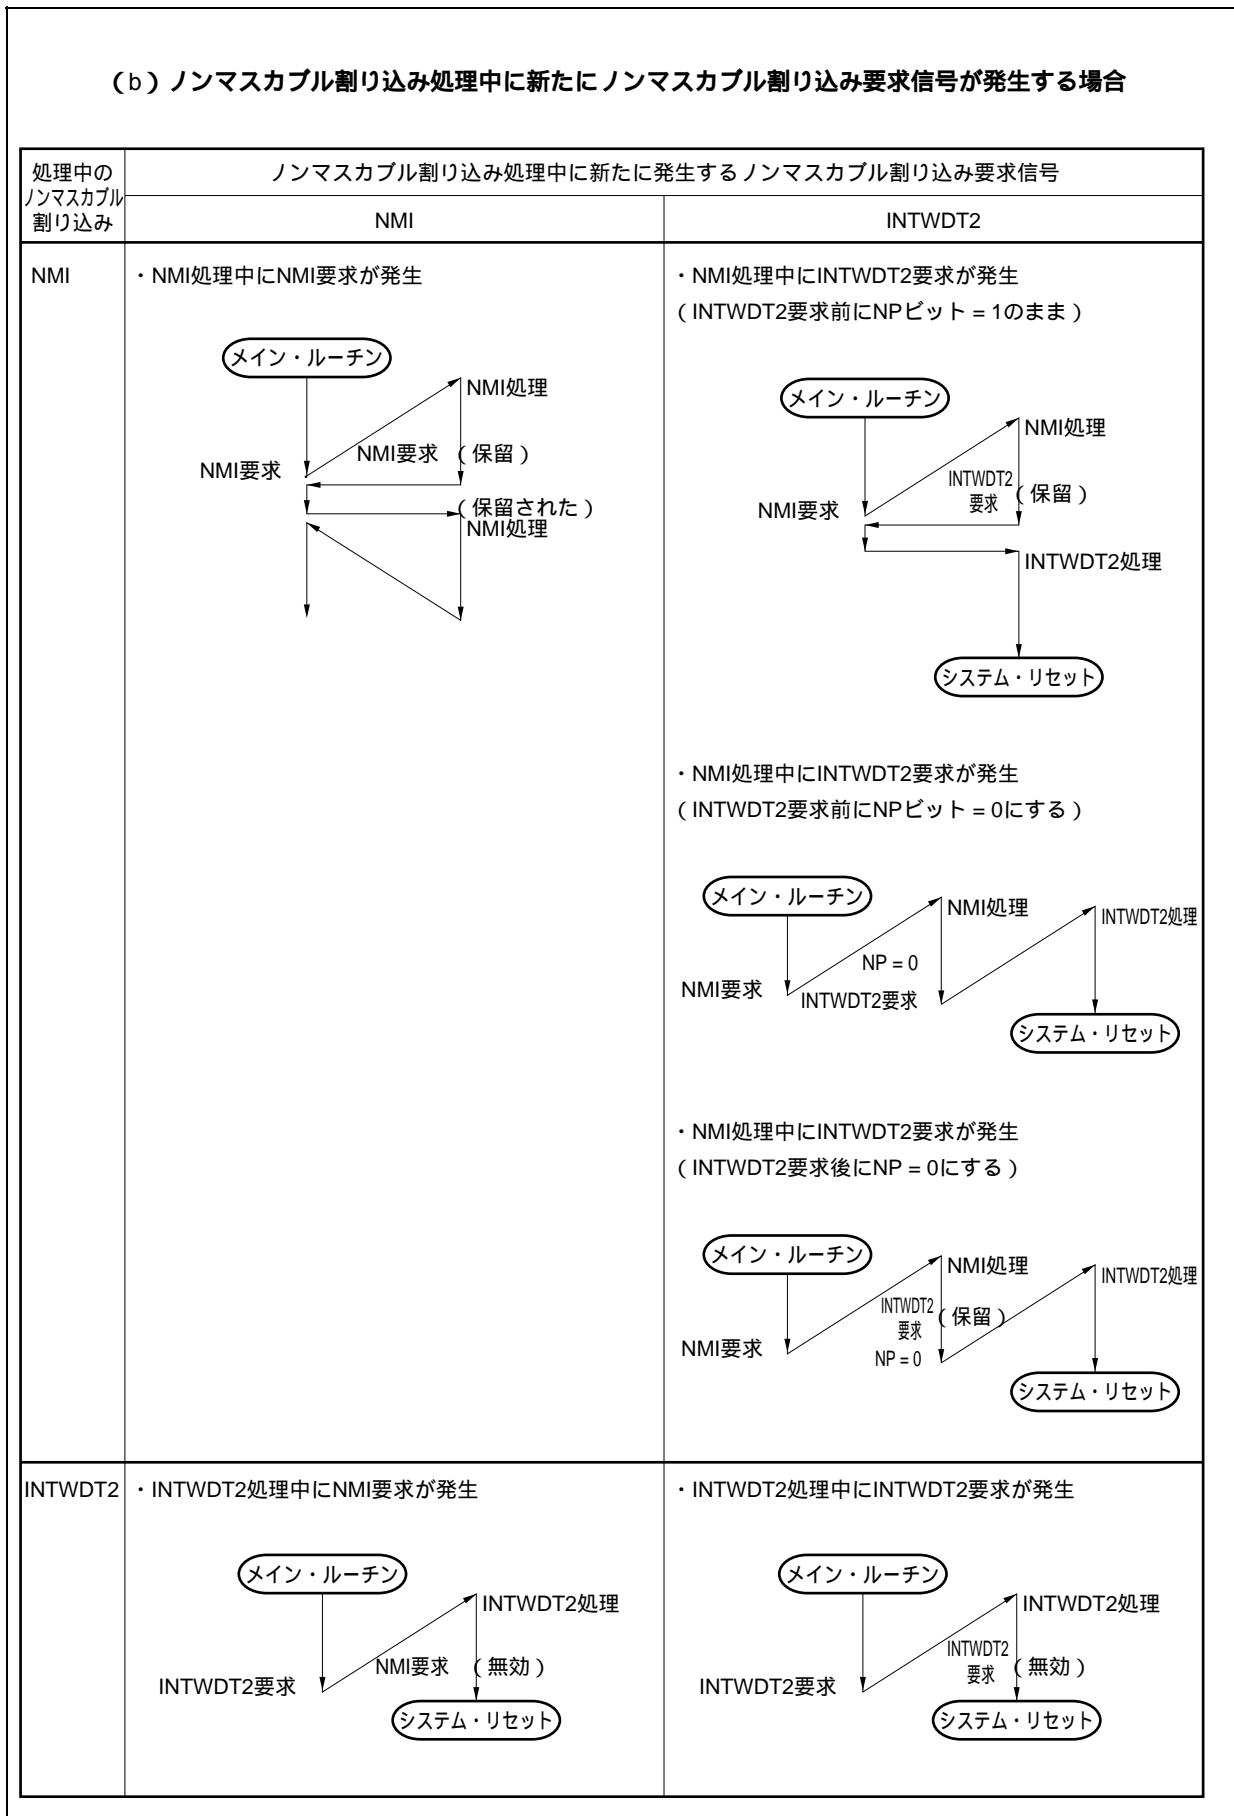 （b）ノンマスカブル割り込み処理中に新たにノンマスカブル割り込み要求信号が発生する場合
処理中の
ノンマスカブル
割り込み
ノンマスカブル割り込み処理中に新たに発生するノンマスカブル割り込み要求信号
NMI
INTWDT2
NMI
・NMI処理中にNMI要求が発生
メイン・ルーチン
NMI処理
NMI要求
NMI要求
（保留）
（保留された）
NMI処理
・NMI処理中にINTWDT2要求が発生
（INTWDT2要求前にNPビット = 1のまま）
メイン・ルーチン
NMI処理
INTWDT2
要求
（保留）
NMI要求
INTWDT2処理
システム・リセット
・NMI処理中にINTWDT2要求が発生
（INTWDT2要求前にNPビット = 0にする）
メイン・ルーチン
NMI処理
INTWDT2処理
NP = 0
NMI要求
INTWDT2要求
システム・リセット
・NMI処理中にINTWDT2要求が発生
（INTWDT2要求後にNP = 0にする）
メイン・ルーチン
NMI処理
INTWDT2処理
INTWDT2
要求
（保留）
NMI要求
NP = 0
システム・リセット
INTWDT2
・INTWDT2処理中にNMI要求が発生
メイン・ルーチン
INTWDT2処理
NMI要求
（無効）
INTWDT2要求
システム・リセット
・INTWDT2処理中にINTWDT2要求が発生
メイン・ルーチン
INTWDT2処理
INTWDT2
要求
（無効）
INTWDT2要求
システム・リセット